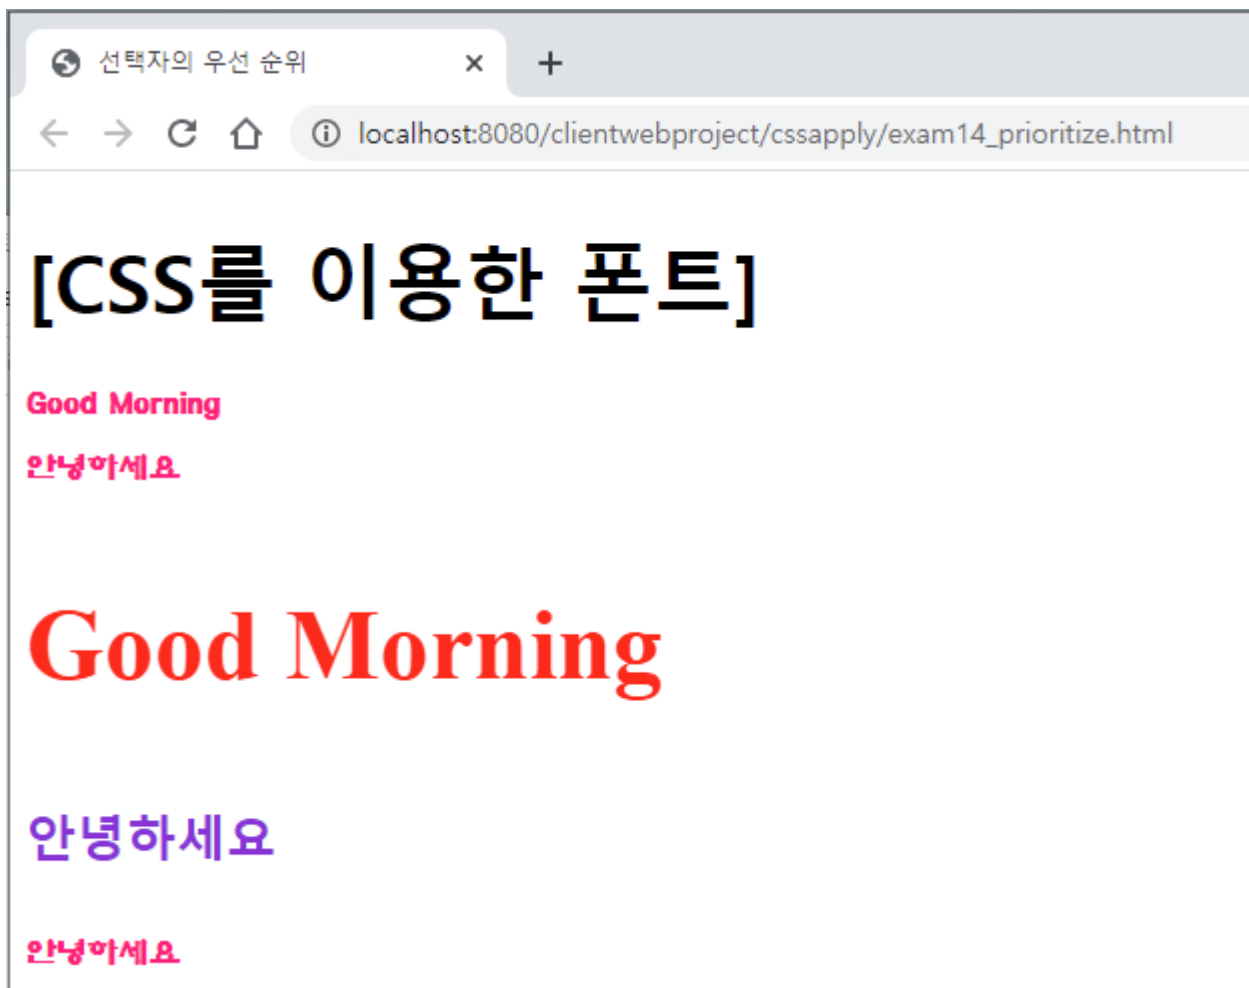 선택자의 우선 순위
localhost:8080/clientwebproject/cssapply/exam14_prioritize.html
[CSS를 이용한 폰트]
Good Morning
안녕하세요
Good Morning
안녕하세요
안녕하세요